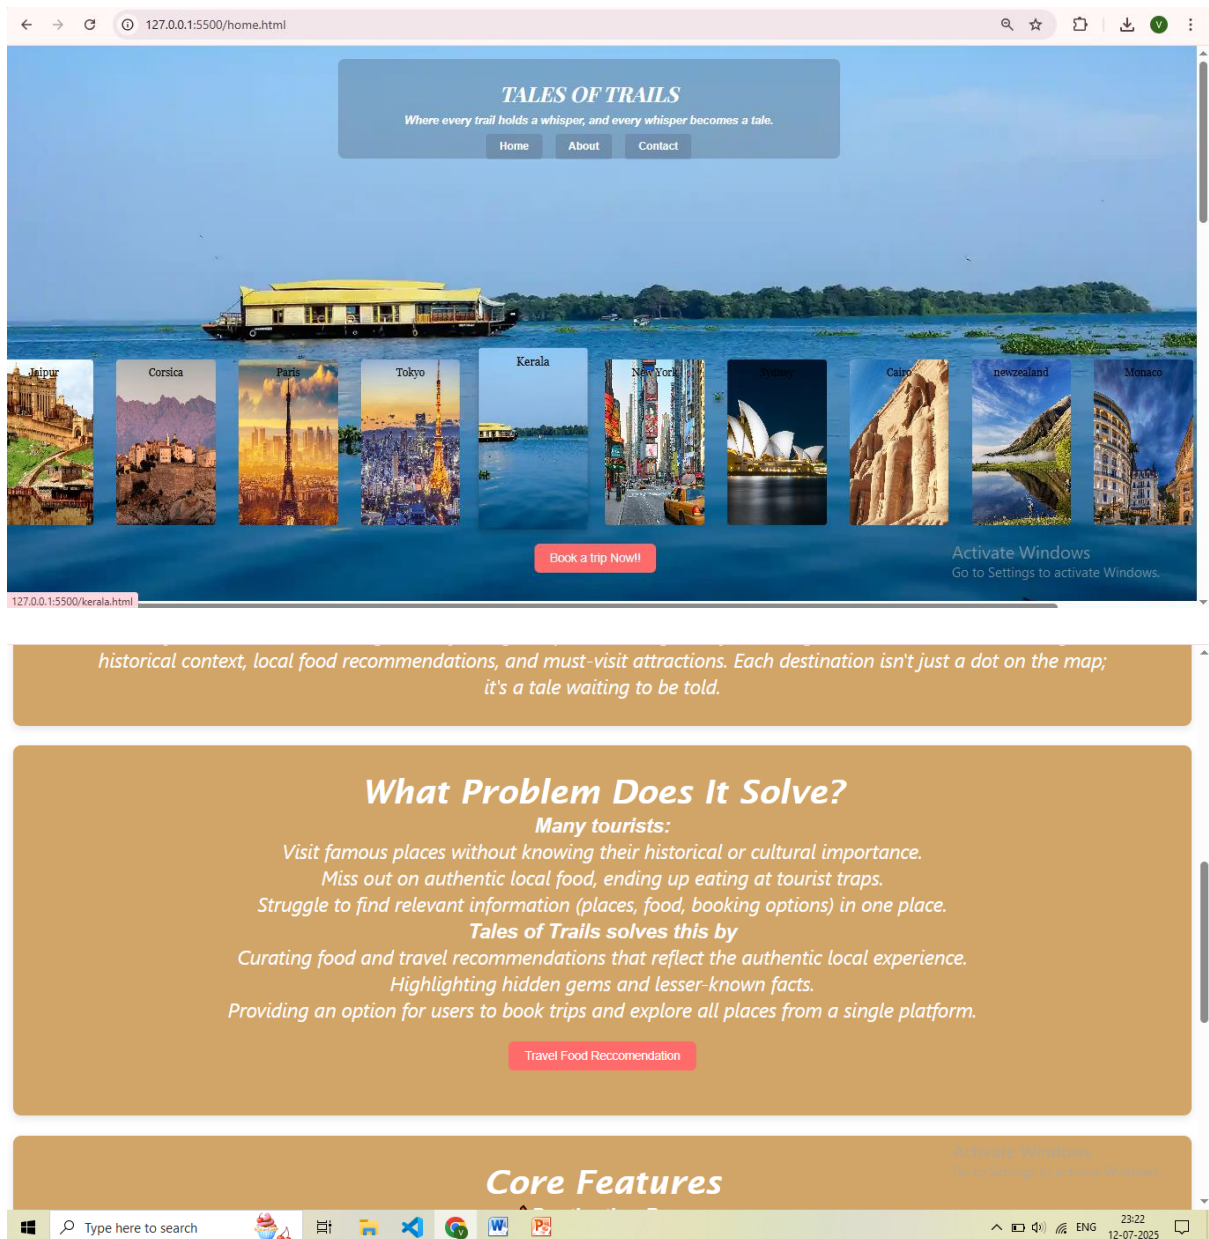 127.0.0.1:5500/home.html
V
TALES OF TRAILS
Where every trail holds a whisper, and every whisper becomes a tale.
Home About Contact
Jaipur Corsica Paris Tokyo Kerala New York Sydney Cairo newzealand Monaco
Book a trip Now!!
Activate Windows
Go to Settings to activate Windows.
127.0.0.1:5500/kerala.html
historical context, local food recommendations, and must-visit attractions. Each destination isn't just a dot on the map;
it's a tale waiting to be told.
What Problem Does It Solve?
Many tourists:
Visit famous places without knowing their historical or cultural importance.
Miss out on authentic local food, ending up eating at tourist traps.
Struggle to find relevant information (places, food, booking options) in one place.
Tales of Trails solves this by
Curating food and travel recommendations that reflect the authentic local experience.
Highlighting hidden gems and lesser-known facts.
Providing an option for users to book trips and explore all places from a single platform.
Travel Food Reccomendation
Activate Windows
Go to Settings to activate Windows.
Core Features
Type here to search
ENG
23:22
12-07-2025